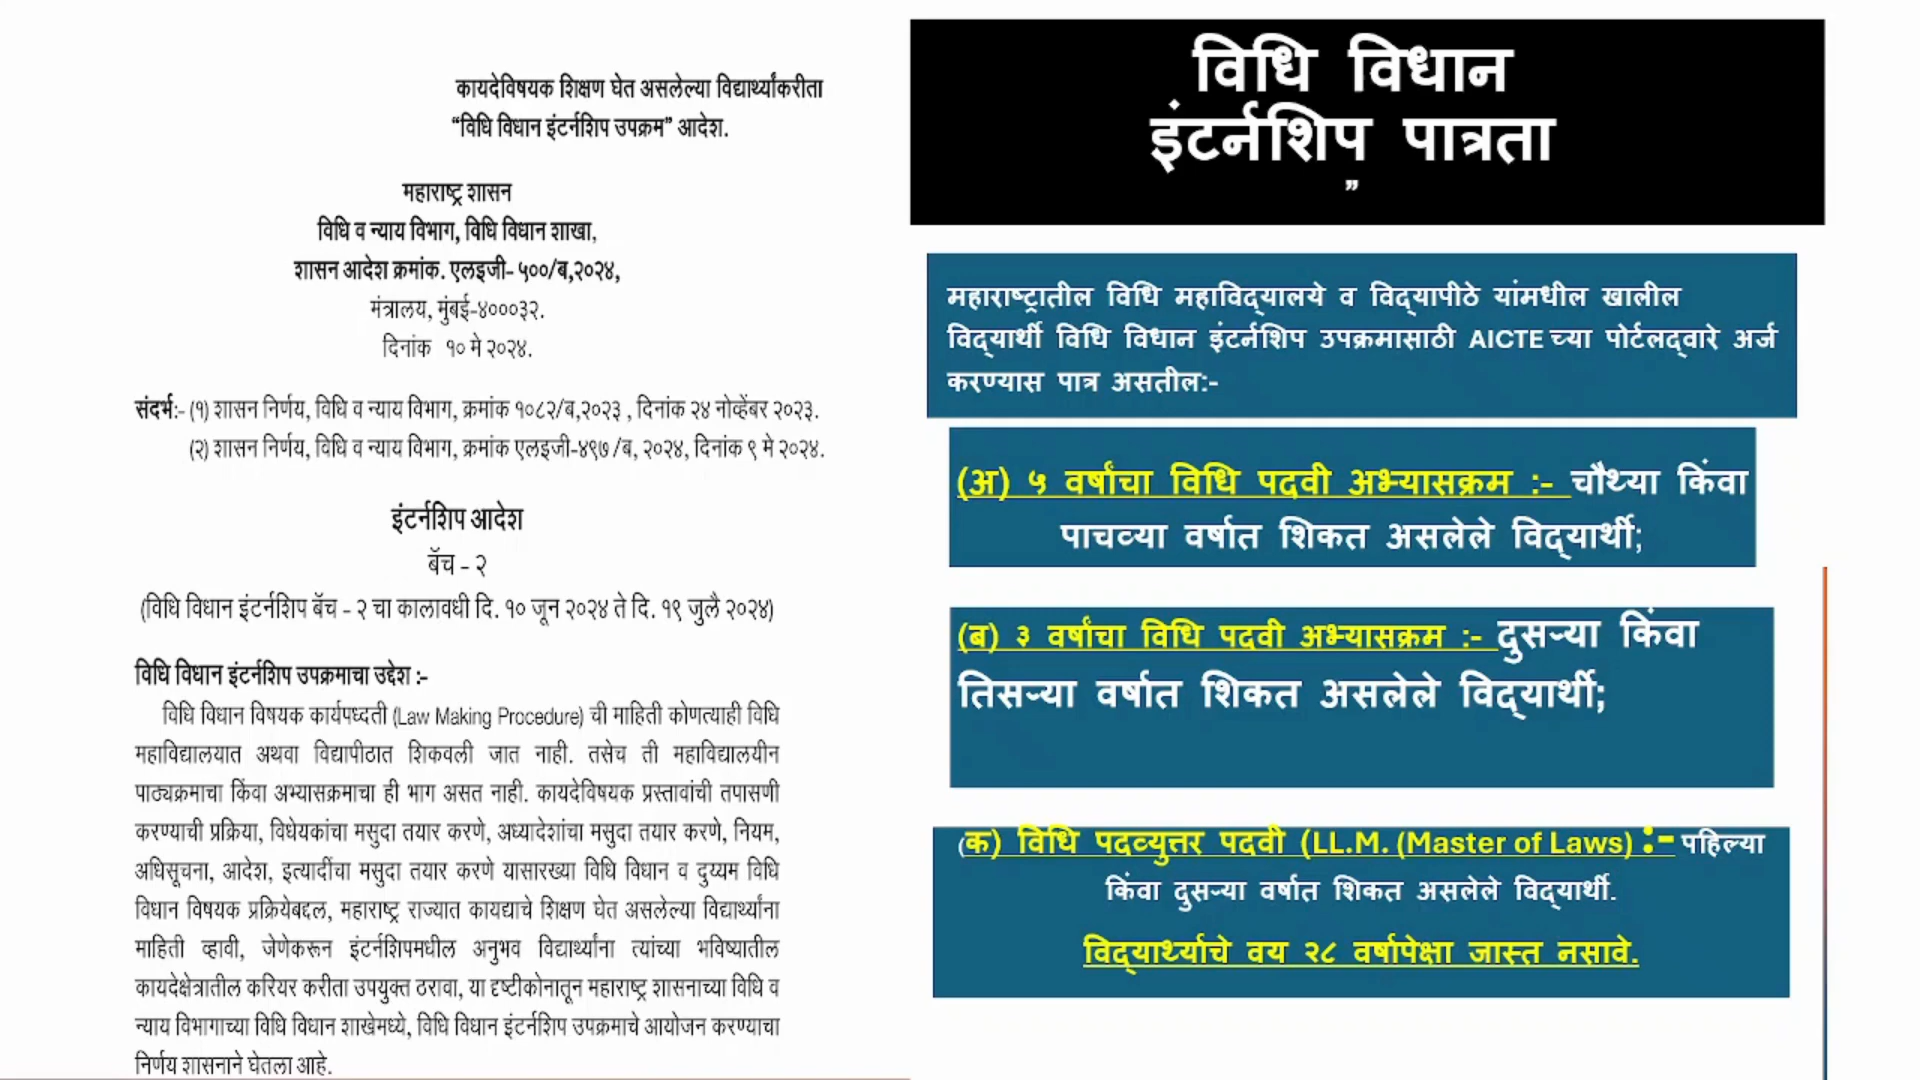 कायदेविषयक शिक्षण घेत असलेल्या विद्यार्थ्यांकरीता
“विधि विधान इंटर्नशिप उपक्रम” आदेश.
महाराष्ट्र शासन
विधि व न्याय विभाग, विधि विधान शाखा,
शासन आदेश क्रमांक. एलइजी- ५००/ब,२०२४,
मंत्रालय, मुंबई-४०००३२.
दिनांक १० मे २०२४.
संदर्भ:- (१) शासन निर्णय, विधि व न्याय विभाग, क्रमांक १०८२/ब,२०२३ , दिनांक २४ नोव्हेंबर २०२३.
(२) शासन निर्णय, विधि व न्याय विभाग, क्रमांक एलइजी-४९७/ब, २०२४, दिनांक ९ मे २०२४.
इंटर्नशिप आदेश
बॅच - २
(विधि विधान इंटर्नशिप बॅच - २ चा कालावधी दि. १० जून २०२४ ते दि. १९ जुलै २०२४)
विधि विधान इंटर्नशिप उपक्रमाचा उद्देश :-
विधि विधान विषयक कार्यपध्दती (Law Making Procedure) ची माहिती कोणत्याही विधि
महाविद्यालयात अथवा विद्यापीठात शिकवली जात नाही. तसेच ती महाविद्यालयीन
पाठ्यक्रमाचा किंवा अभ्यासक्रमाचा ही भाग असत नाही. कायदेविषयक प्रस्तावांची तपासणी
करण्याची प्रक्रिया, विधेयकांचा मसुदा तयार करणे, अध्यादेशांचा मसुदा तयार करणे, नियम,
अधिसूचना, आदेश, इत्यादींचा मसुदा तयार करणे यासारख्या विधि विधान व दुय्यम विधि
विधान विषयक प्रक्रियेबद्दल, महाराष्ट्र राज्यात कायद्याचे शिक्षण घेत असलेल्या विद्यार्थ्यांना
माहिती व्हावी, जेणेकरून इंटर्नशिपमधील अनुभव विद्यार्थ्यांना त्यांच्या भविष्यातील
कायदेक्षेत्रातील करियर करीता उपयुक्त ठरावा, या दृष्टीकोनातून महाराष्ट्र शासनाच्या विधि व
न्याय विभागाच्या विधि विधान शाखेमध्ये, विधि विधान इंटर्नशिप उपक्रमाचे आयोजन करण्याचा
निर्णय शासनाने घेतला आहे.
विधि विधान
इंटर्नशिप पात्रता
”
महाराष्ट्रातील विधि महाविद्यालये व विद्यापीठे यांमधील खालील
विद्यार्थी विधि विधान इंटर्नशिप उपक्रमासाठी AICTE च्या पोर्टलद्वारे अर्ज
करण्यास पात्र असतील:-
(अ) ५ वर्षांचा विधि पदवी अभ्यासक्रम :- चौथ्या किंवा
पाचव्या वर्षात शिकत असलेले विद्यार्थी;
(ब) ३ वर्षांचा विधि पदवी अभ्यासक्रम :- दुसऱ्या किंवा
तिसऱ्या वर्षात शिकत असलेले विद्यार्थी;
(क) विधि पदव्युत्तर पदवी (LL.M. (Master of Laws) :- पहिल्या
किंवा दुसऱ्या वर्षात शिकत असलेले विद्यार्थी.
विद्यार्थ्याचे वय २८ वर्षापेक्षा जास्त नसावे.